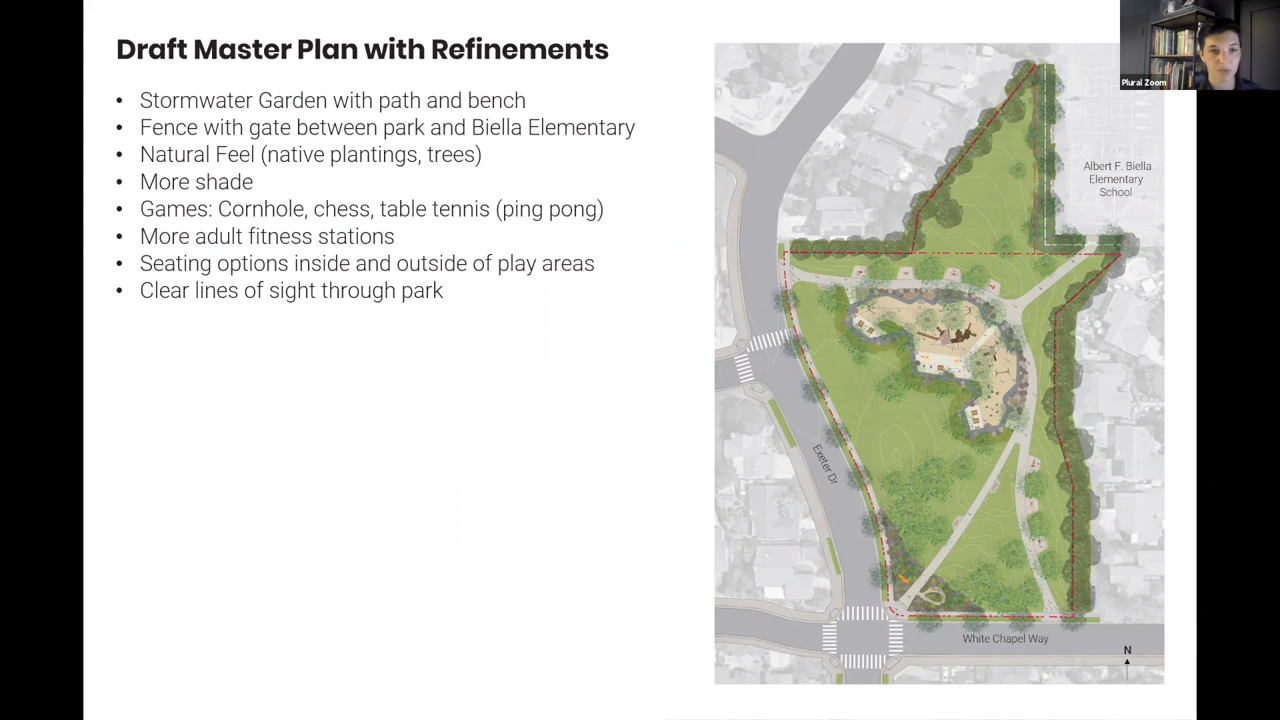 Draft Master Plan with Refinements
• Stormwater Garden with path and bench
• Fence with gate between park and Biella Elementary
• Natural Feel (native plantings, trees)
• More shade
• Games: Cornhole, chess, table tennis (ping pong)
• More adult fitness stations
• Seating options inside and outside of play areas
• Clear lines of sight through park
Plural Zoom
Albert F. Biella
Elementary
School
Exeter Dr
White Chapel Way
N